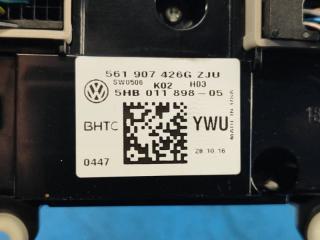 561 907 426G ZJU
SW0506 K02 H03
5HB 011 898-05
BHTC YWU
MADE IN USA
0447 28.10.16